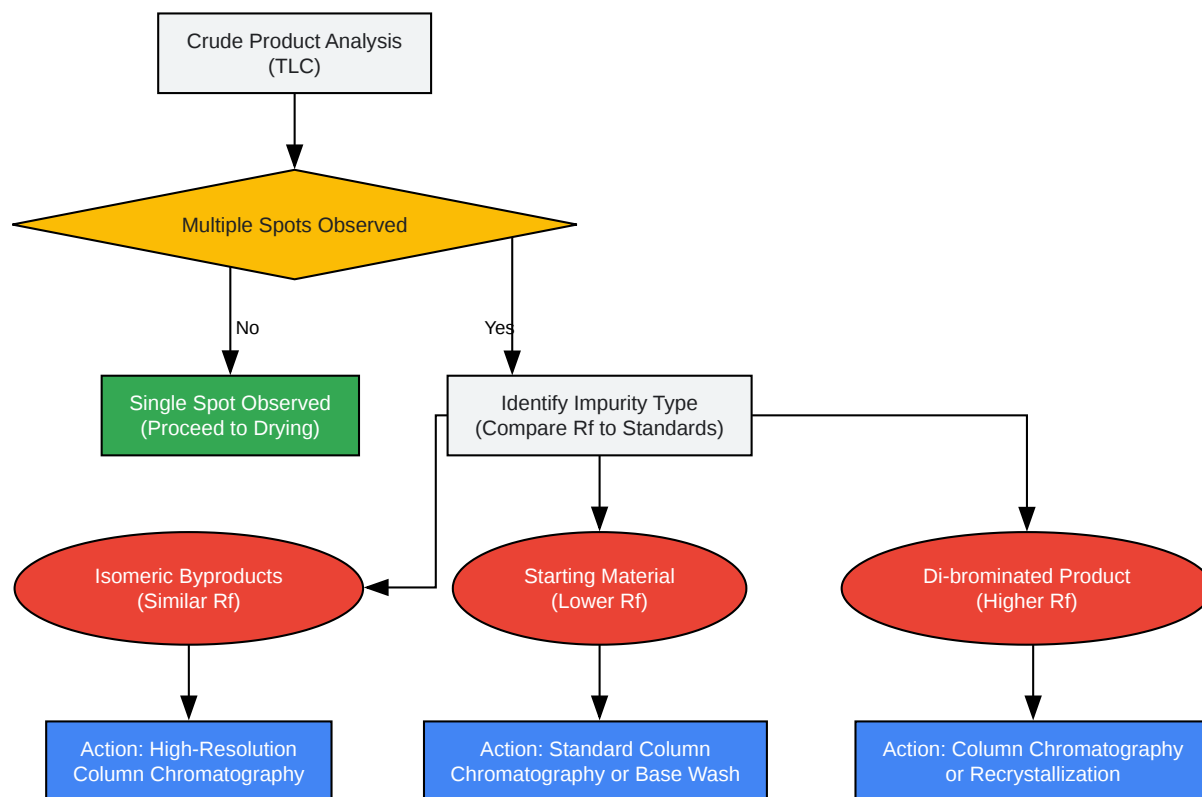 Crude Product Analysis
(TLC)
Multiple Spots Observed
No
Yes
Single Spot Observed
(Proceed to Drying)
Identify Impurity Type
(Compare Rf to Standards)
Isomeric Byproducts
(Similar Rf)
Starting Material
(Lower Rf)
Di-brominated Product
(Higher Rf)
Action: High-Resolution
Column Chromatography
Action: Standard Column
Chromatography or Base Wash
Action: Column Chromatography
or Recrystallization